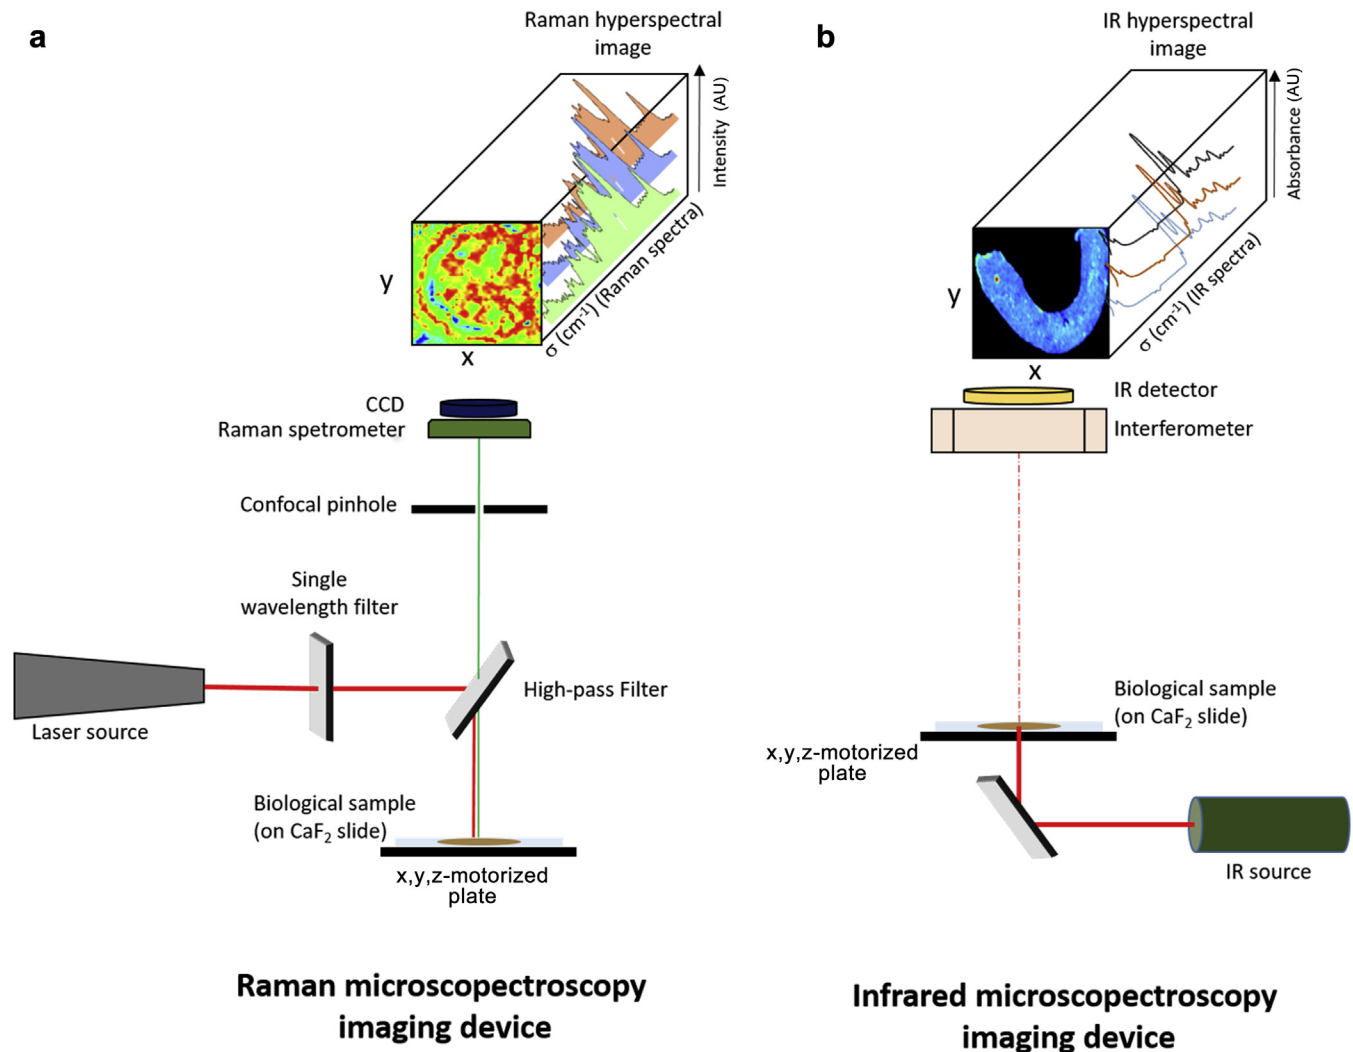 a
Raman hyperspectral
image
Intensity (AU)
y
x
σ (cm⁻¹) (Raman spectra)
CCD
Raman spetrometer
Confocal pinhole
Single
wavelength filter
Laser source
High-pass Filter
Biological sample
(on CaF₂ slide)
x,y,z-motorized
plate
Raman microscopectroscopy
imaging device
b
IR hyperspectral
image
Absorbance (AU)
y
x
σ (cm⁻¹) (IR spectra)
IR detector
Interferometer
Biological sample
(on CaF₂ slide)
x,y,z-motorized
plate
IR source
Infrared microscopectroscopy
imaging device